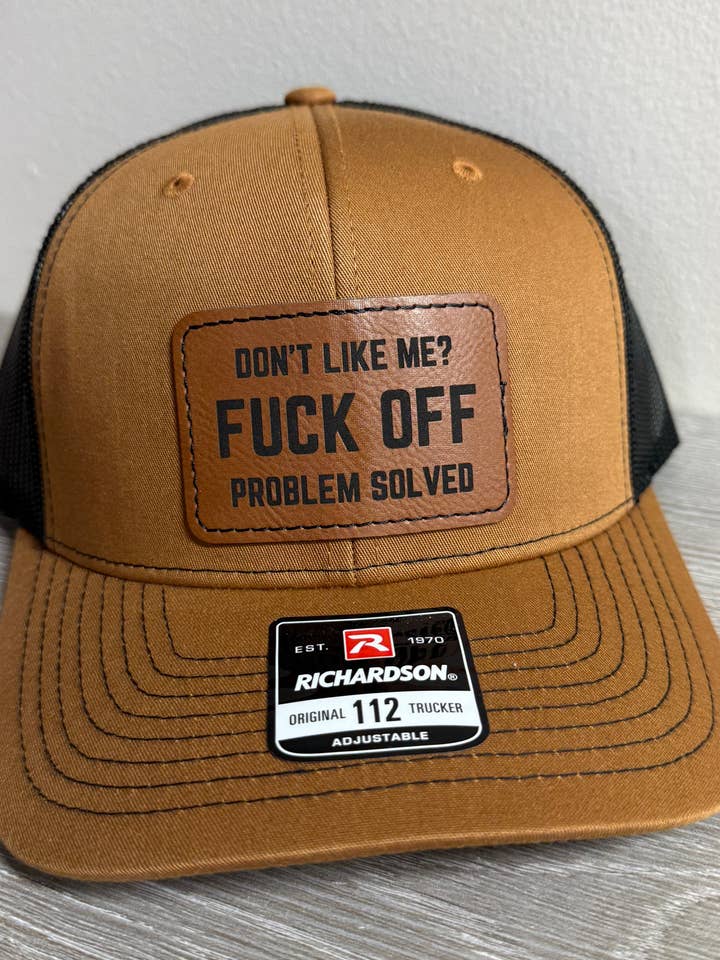 DON'T LIKE ME?
FUCK OFF
PROBLEM SOLVED
EST. R 1970
RICHARDSON®
ORIGINAL 112 TRUCKER
ADJUSTABLE